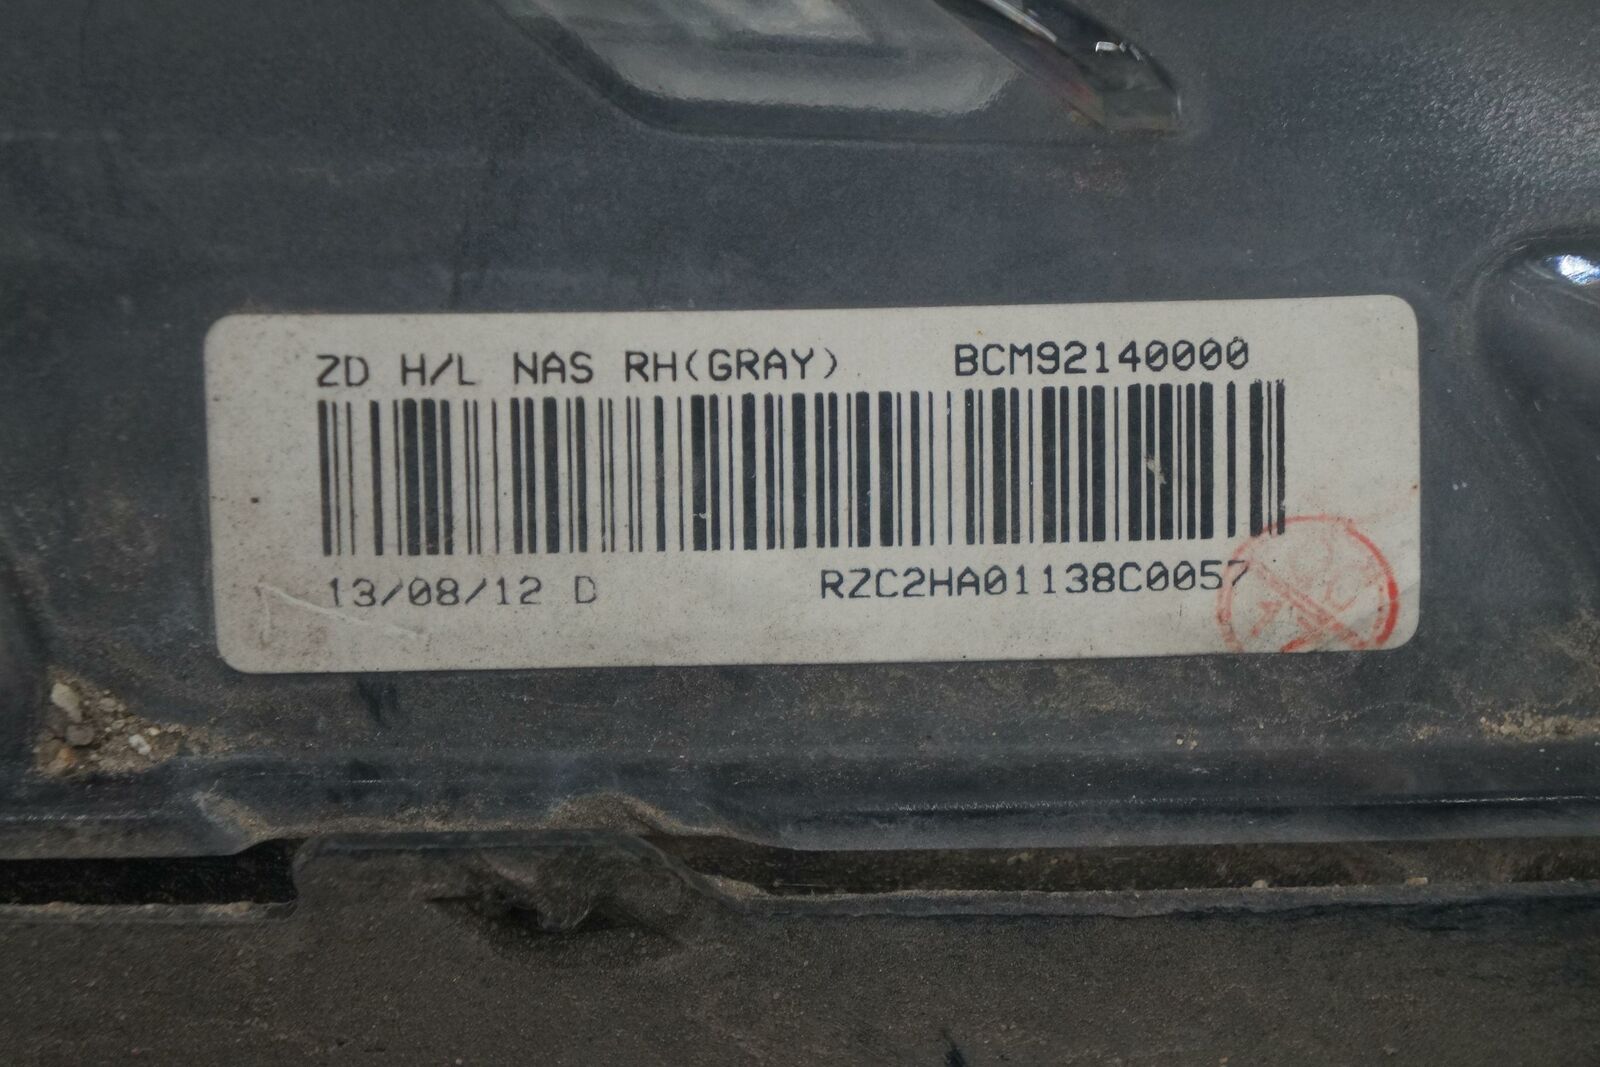 ZD H/L NAS RH(GRAY) BCM92140000
13/08/12 D RZC2HA01138C0057